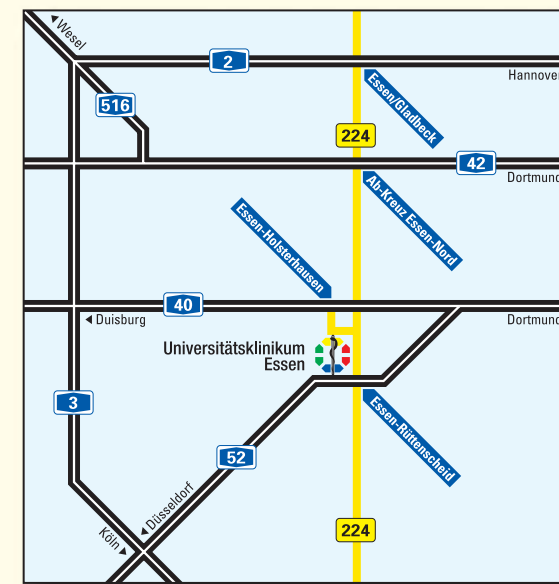 Wesel
2
Hannover
Essen/Gladbeck
516
224
42
Dortmund
Ab-Kreuz Essen-Nord
Essen-Holsterhausen
40
Duisburg
Dortmund
Universitätsklinikum
Essen
3
Essen-Rüttenscheid
52
Düsseldorf
224
Köln